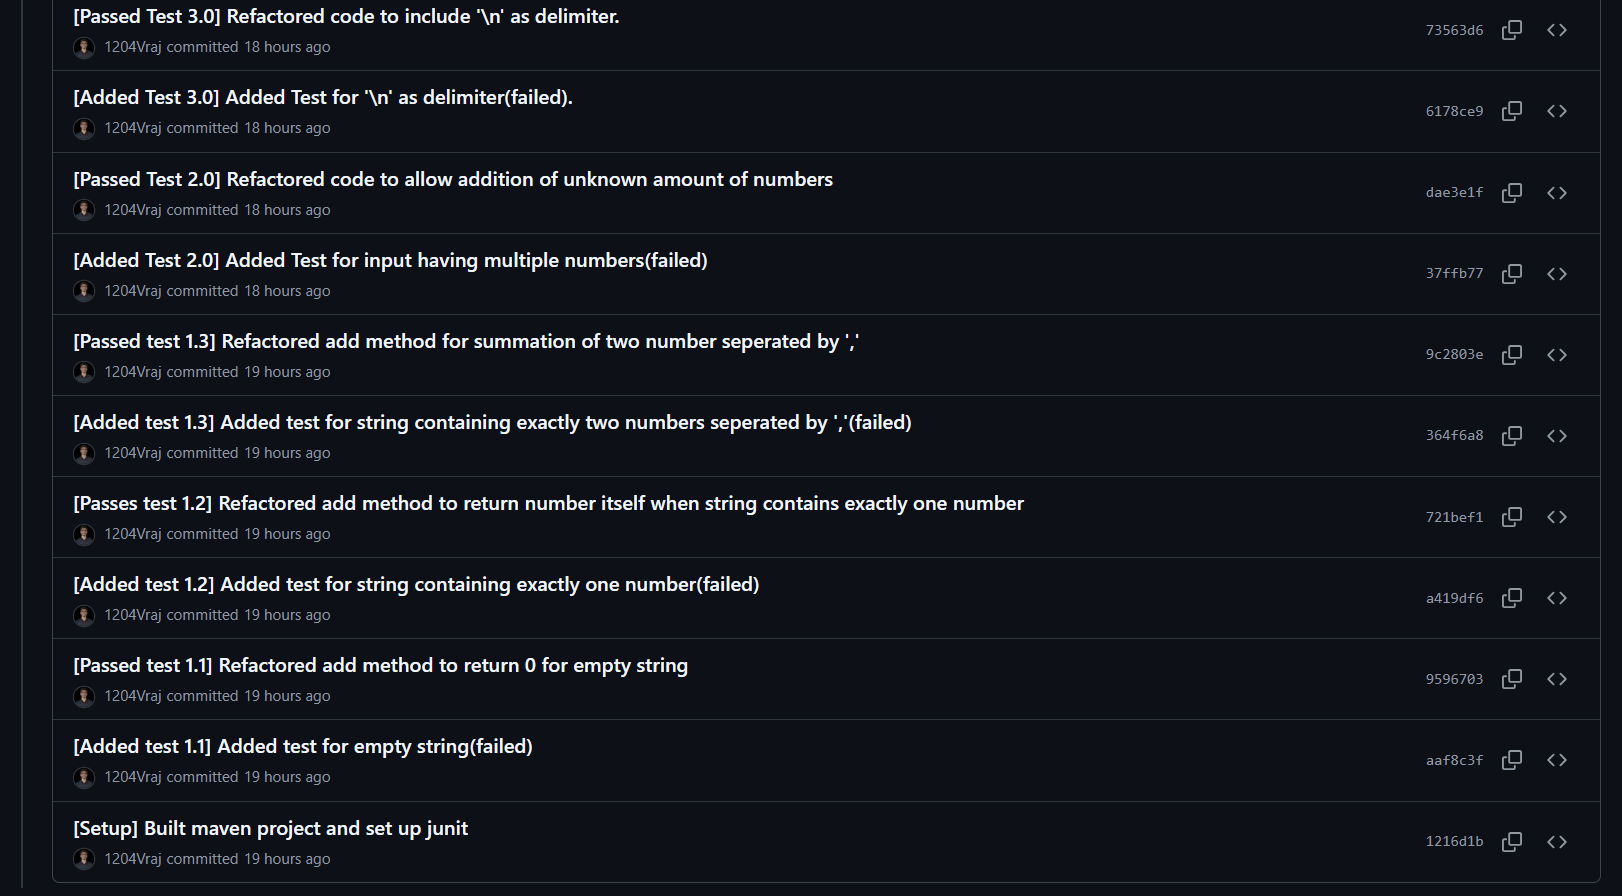 [Passed Test 3.0] Refactored code to include '\n' as delimiter.
1204Vraj committed 18 hours ago
73563d6
[Added Test 3.0] Added Test for '\n' as delimiter(failed).
1204Vraj committed 18 hours ago
6178ce9
[Passed Test 2.0] Refactored code to allow addition of unknown amount of numbers
1204Vraj committed 18 hours ago
dae3e1f
[Added Test 2.0] Added Test for input having multiple numbers(failed)
1204Vraj committed 18 hours ago
37ffb77
[Passed test 1.3] Refactored add method for summation of two number seperated by ','
1204Vraj committed 19 hours ago
9c2803e
[Added test 1.3] Added test for string containing exactly two numbers seperated by ','(failed)
1204Vraj committed 19 hours ago
364f6a8
[Passes test 1.2] Refactored add method to return number itself when string contains exactly one number
1204Vraj committed 19 hours ago
721bef1
[Added test 1.2] Added test for string containing exactly one number(failed)
1204Vraj committed 19 hours ago
a419df6
[Passed test 1.1] Refactored add method to return 0 for empty string
1204Vraj committed 19 hours ago
9596703
[Added test 1.1] Added test for empty string(failed)
1204Vraj committed 19 hours ago
aaf8c3f
[Setup] Built maven project and set up junit
1204Vraj committed 19 hours ago
1216d1b